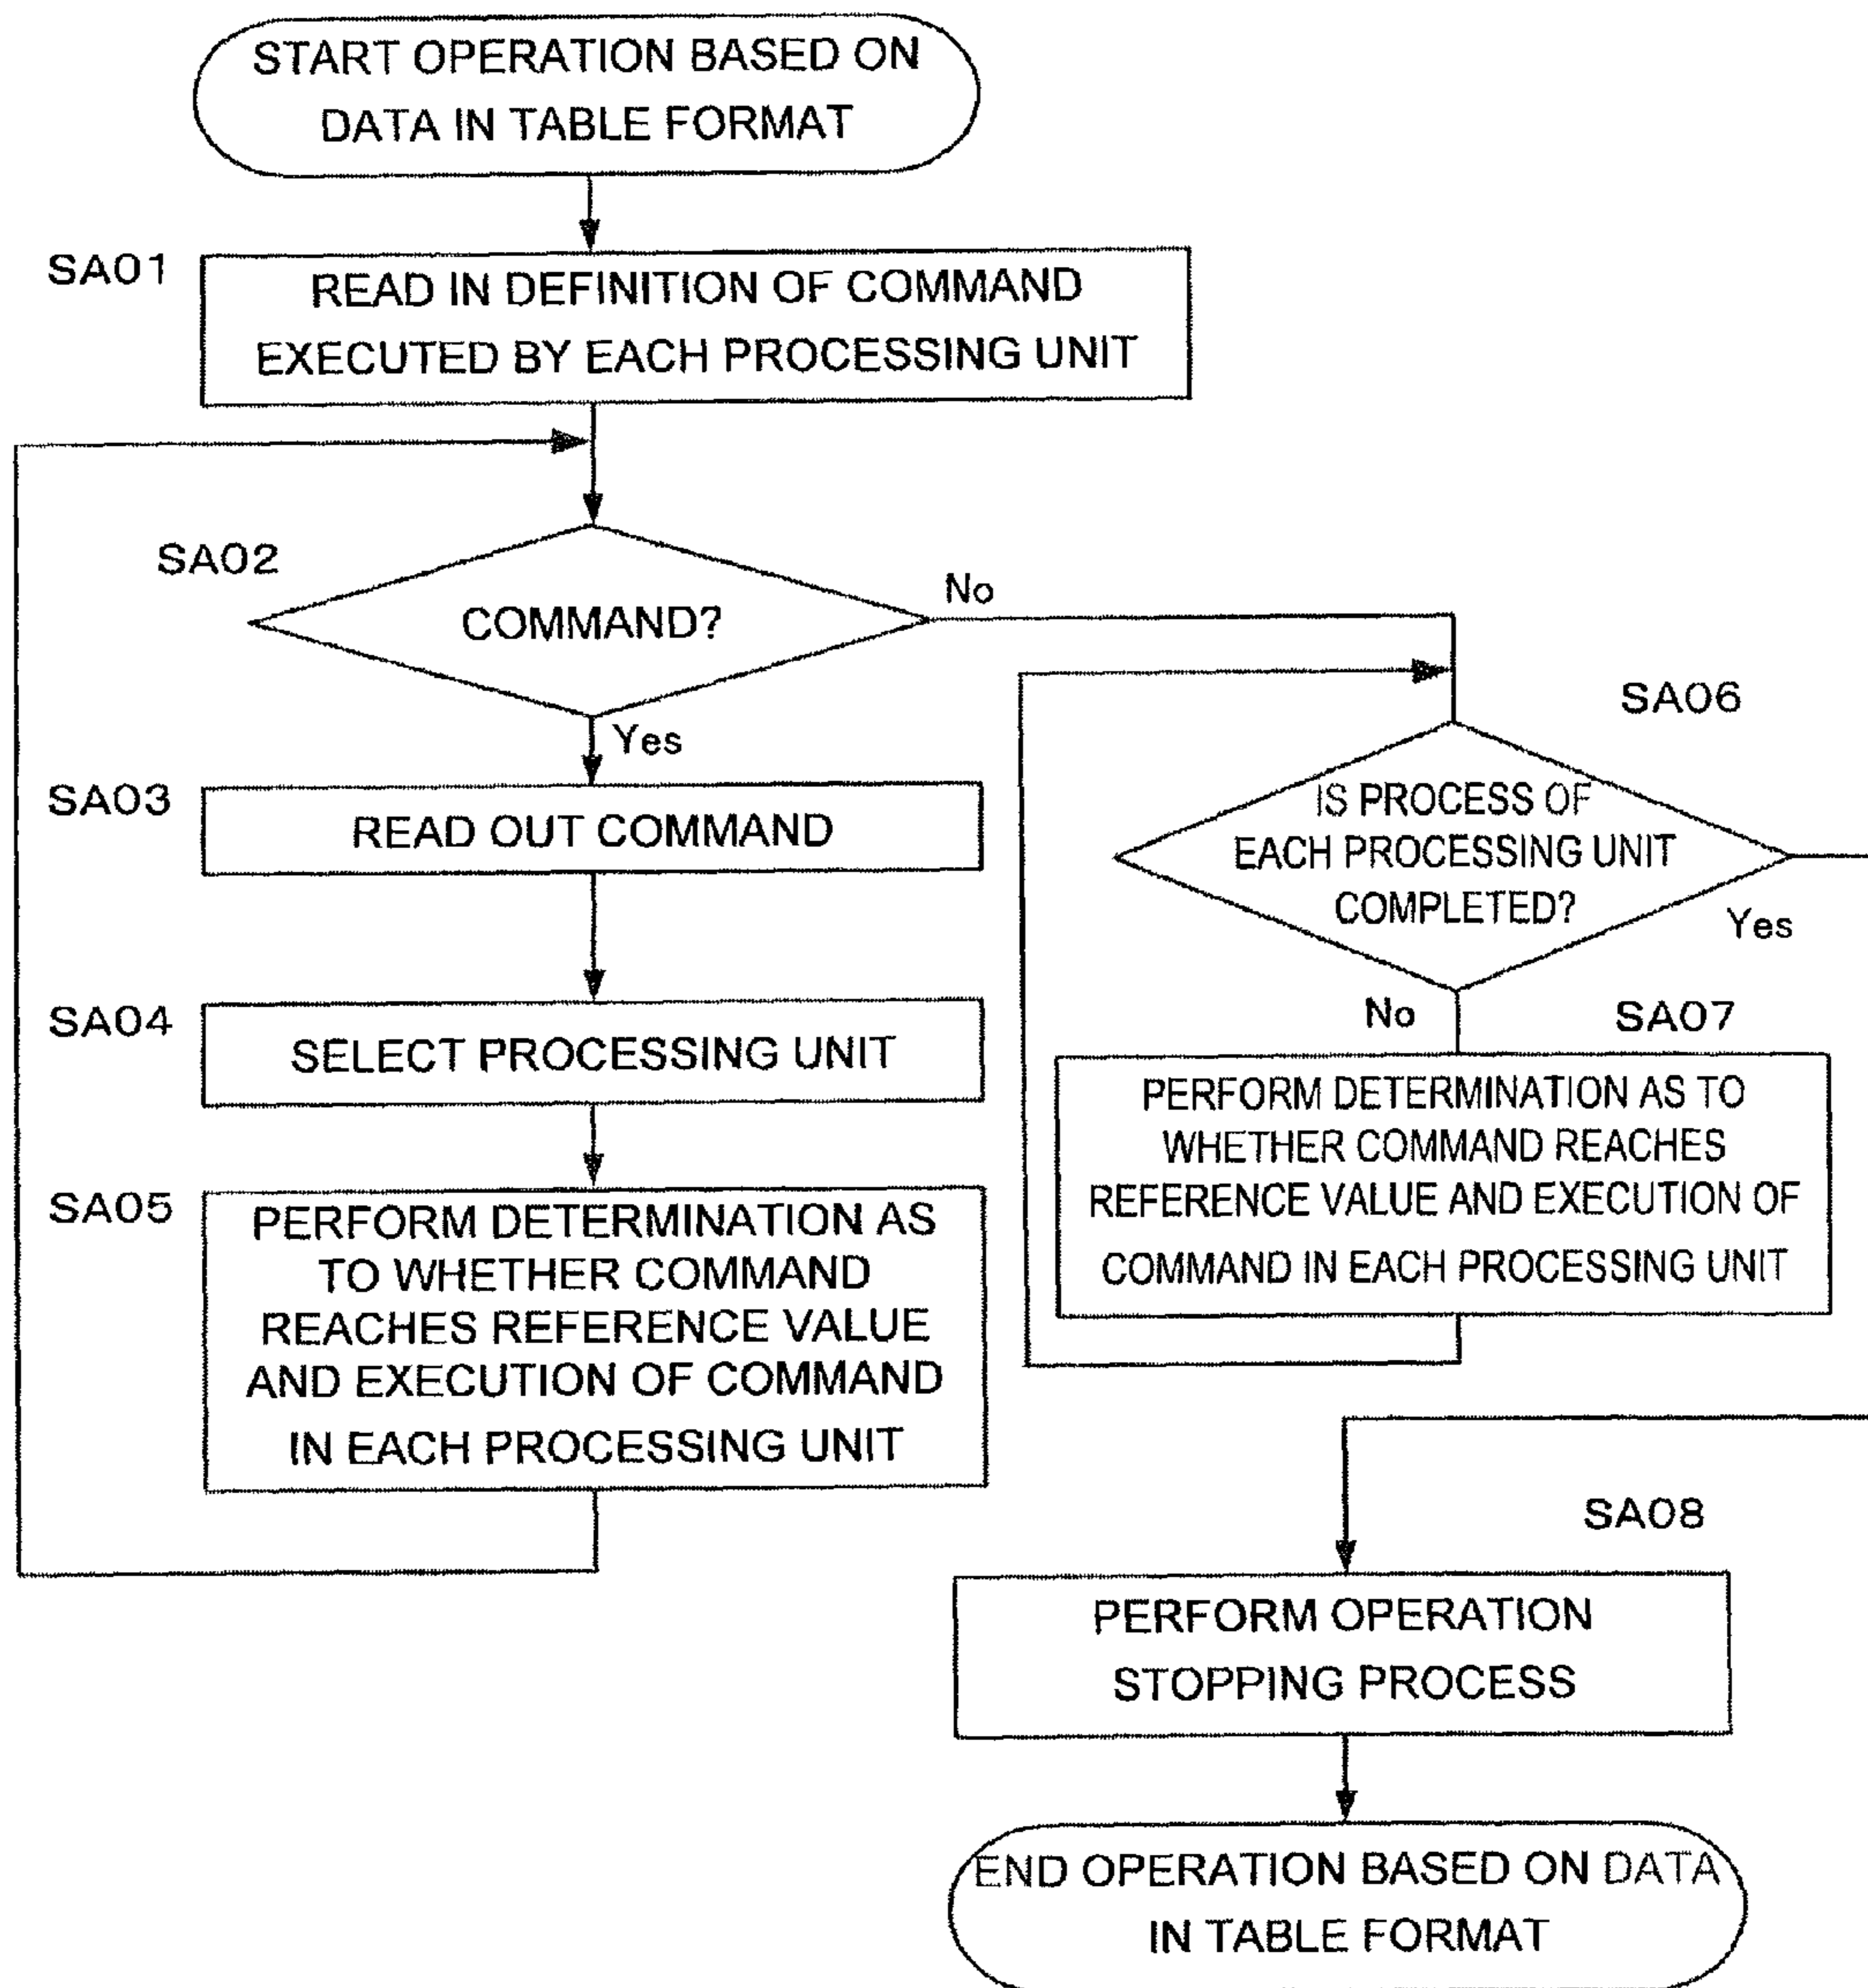 START OPERATION BASED ON
DATA IN TABLE FORMAT
SA01
READ IN DEFINITION OF COMMAND
EXECUTED BY EACH PROCESSING UNIT
SA02
COMMAND?
No
Yes
SA03
READ OUT COMMAND
SA04
SELECT PROCESSING UNIT
SA05
PERFORM DETERMINATION AS
TO WHETHER COMMAND
REACHES REFERENCE VALUE
AND EXECUTION OF COMMAND
IN EACH PROCESSING UNIT
SA06
IS PROCESS OF
EACH PROCESSING UNIT
COMPLETED?
Yes
No
SA07
PERFORM DETERMINATION AS TO
WHETHER COMMAND REACHES
REFERENCE VALUE AND EXECUTION OF
COMMAND IN EACH PROCESSING UNIT
SA08
PERFORM OPERATION
STOPPING PROCESS
END OPERATION BASED ON DATA
IN TABLE FORMAT